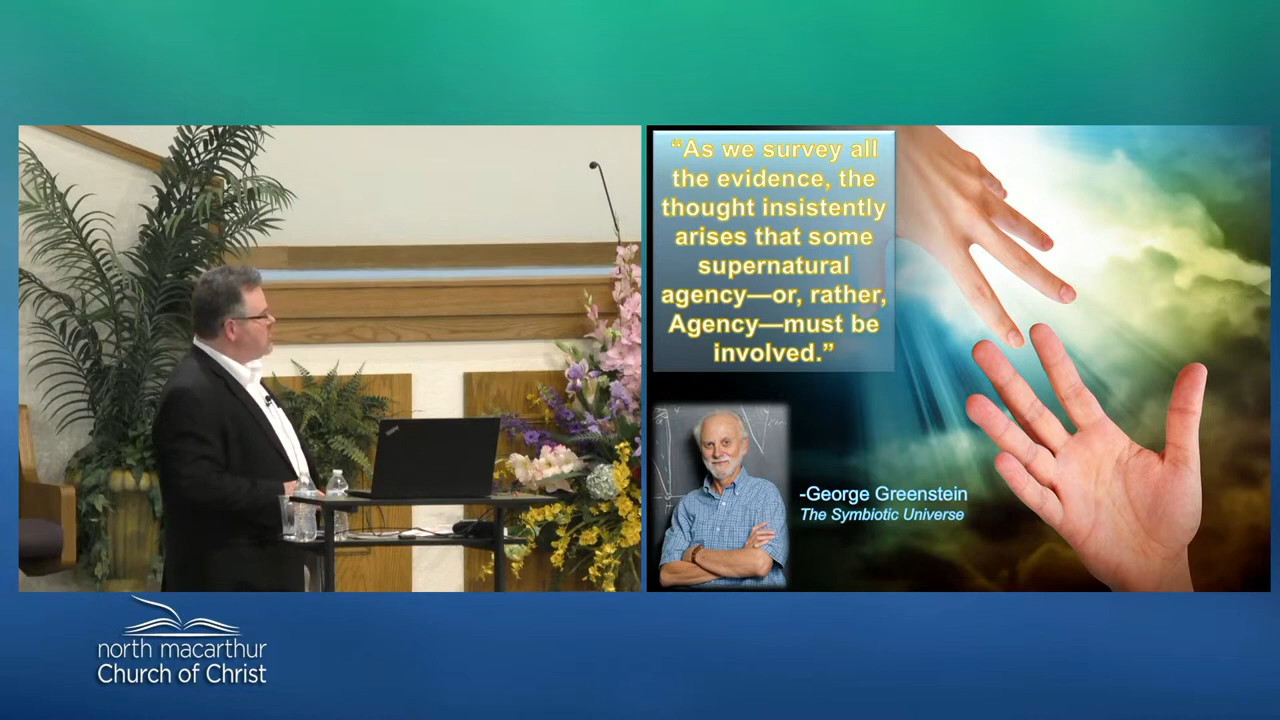 “As we survey all
the evidence, the
thought insistently
arises that some
supernatural
agency—or, rather,
Agency—must be
involved.”
-George Greenstein
The Symbiotic Universe
north macarthur
Church of Christ